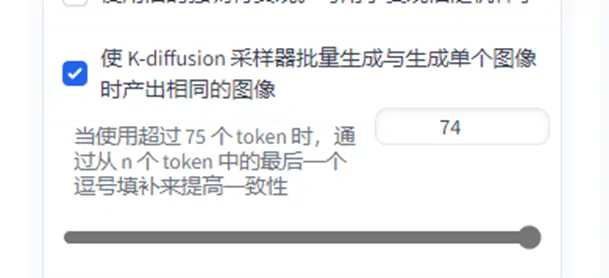 使 K-diffusion 采样器批量生成与生成单个图像
时产出相同的图像
当使用超过 75 个 token 时，通
过从 n 个 token 中的最后一个
逗号填补来提高一致性
74